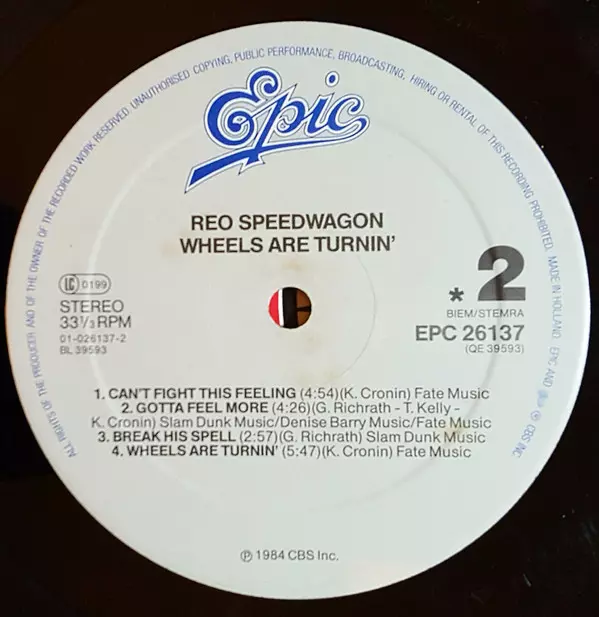 ALL RIGHTS OF THE PRODUCER AND OF THE OWNER OF THE RECORDED WORK RESERVED. UNAUTHORISED COPYING, PUBLIC PERFORMANCE, BROADCASTING, HIRING OR RENTAL OF THIS RECORDING PROHIBITED. MADE IN HOLLAND. EPIC AND ℗ CBS INC.
Epic
REO SPEEDWAGON
WHEELS ARE TURNIN'
LC 0199
STEREO
33 1/3 RPM
01-026137-2
BL 39593
* 2
BIEM/STEMRA
EPC 26137
(QE 39593)
1. CAN'T FIGHT THIS FEELING (4:54)(K. Cronin) Fate Music
2. GOTTA FEEL MORE (4:26)(G. Richrath - T. Kelly -
K. Cronin) Slam Dunk Music/Denise Barry Music/Fate Music
3. BREAK HIS SPELL (2:57)(G. Richrath) Slam Dunk Music
4. WHEELS ARE TURNIN' (5:47)(K. Cronin) Fate Music
℗ 1984 CBS Inc.